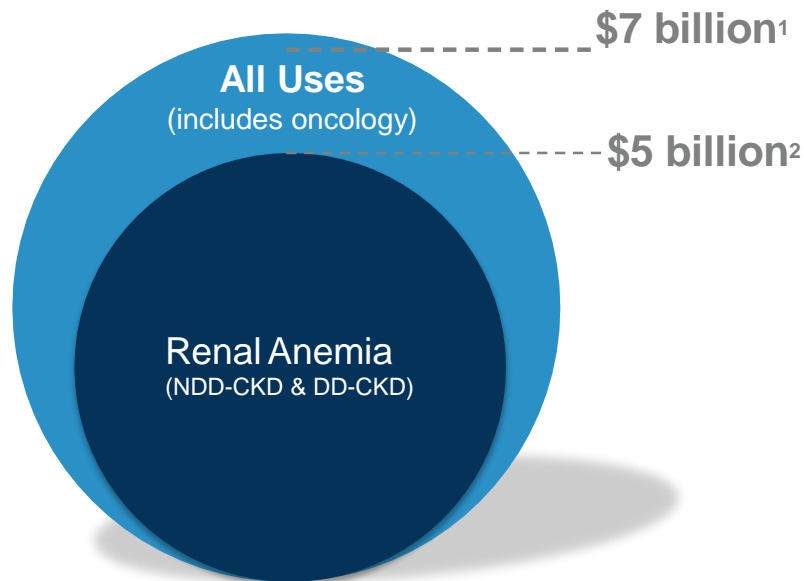 $7 billion1
All Uses
(includes oncology)
$5 billion2
Renal Anemia
(NDD-CKD & DD-CKD)